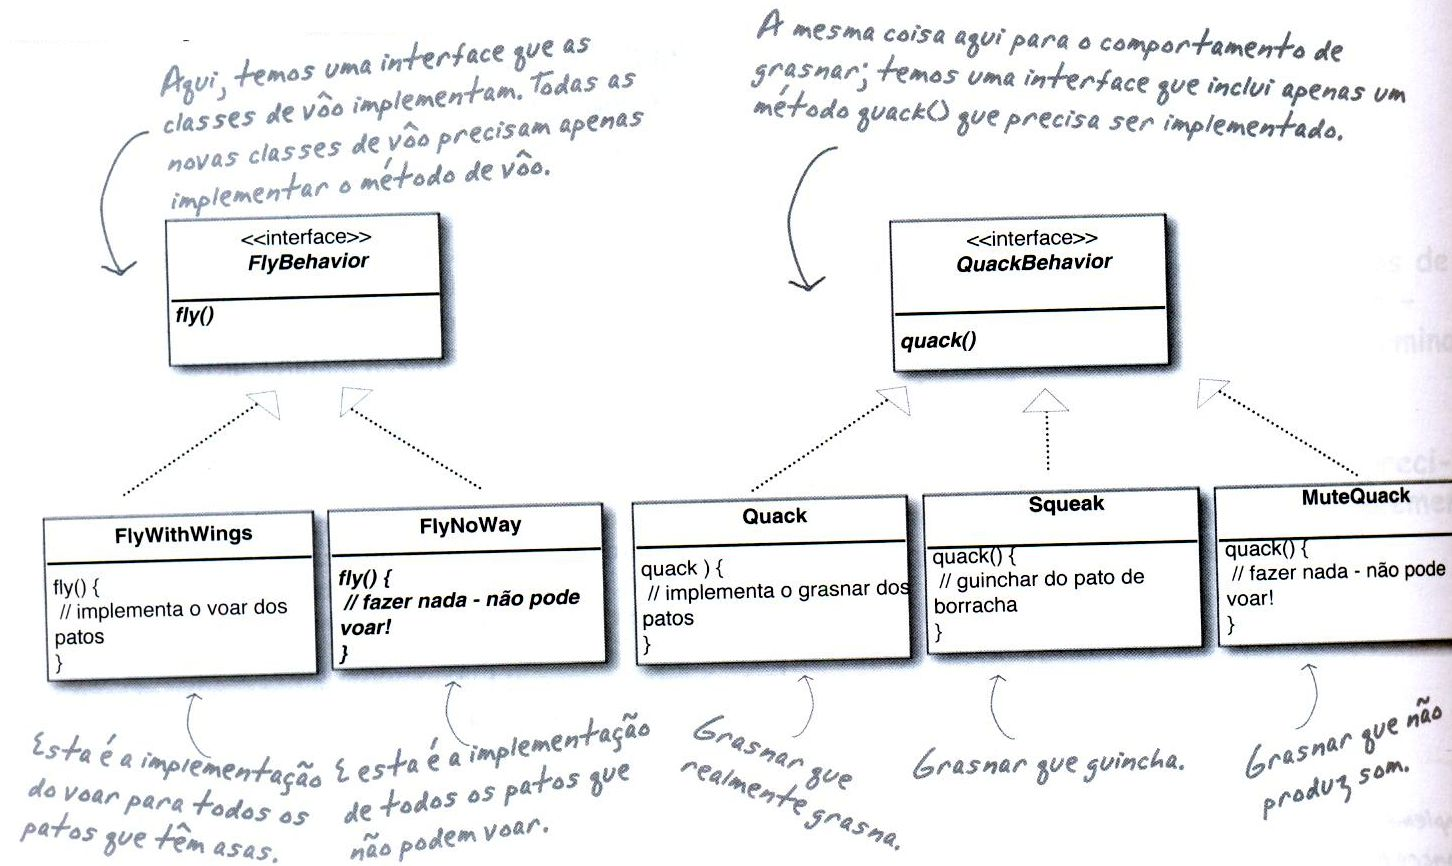 Aqui, temos uma interface que as
classes de vôo implementam. Todas as
novas classes de vôo precisam apenas
implementar o método de vôo.
A mesma coisa aqui para o comportamento de
grasnar; temos uma interface que inclui apenas um
método quack() que precisa ser implementado.
<<interface>>
FlyBehavior
fly()
<<interface>>
QuackBehavior
quack()
FlyWithWings
fly() {
// implementa o voar dos
patos
}
FlyNoWay
fly() {
// fazer nada - não pode
voar!
}
Quack
quack ) {
// implementa o grasnar dos
patos
}
Squeak
quack() {
// guinchar do pato de
borracha
}
MuteQuack
quack() {
// fazer nada - não pode
voar!
}
Esta é a implementação
do voar para todos os
patos que têm asas.
E esta é a implementação
de todos os patos que
não podem voar.
Grasnar que
realmente grasna.
Grasnar que guincha.
Grasnar que não
produz som.